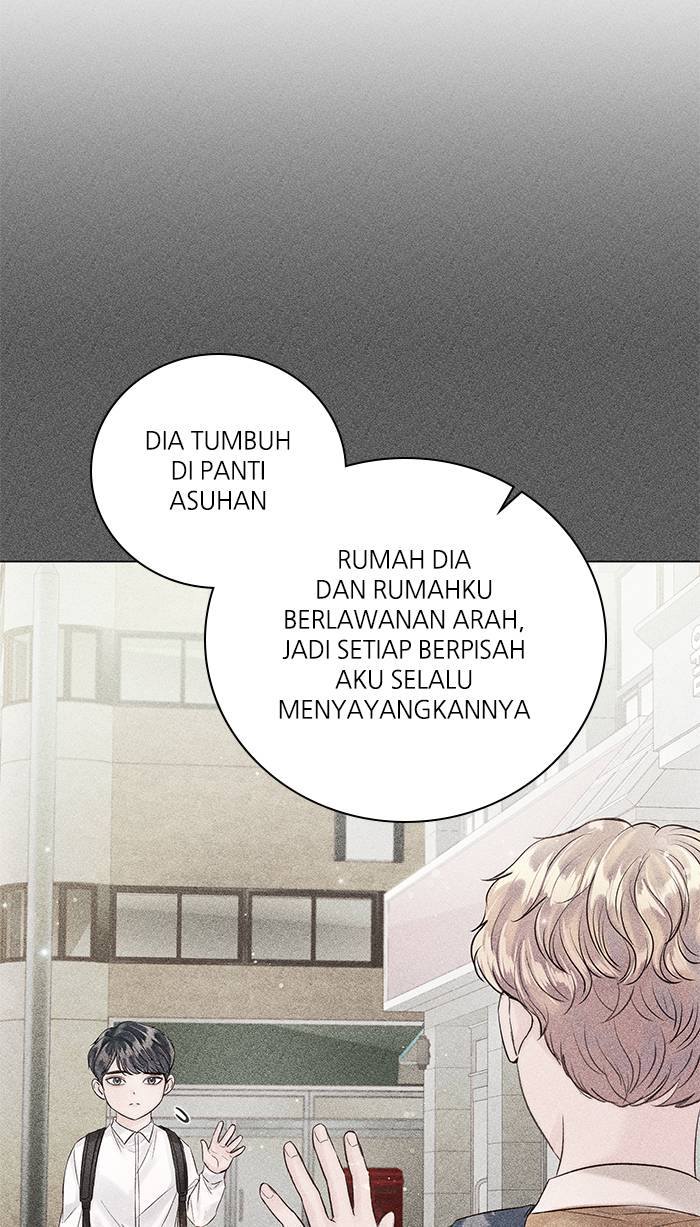 DIA TUMBUH
DI PANTI
ASUHAN
RUMAH DIA
DAN RUMAHKU
BERLAWANAN ARAH,
JADI SETIAP BERPISAH
AKU SELALU
MENYAYANGKANNYA